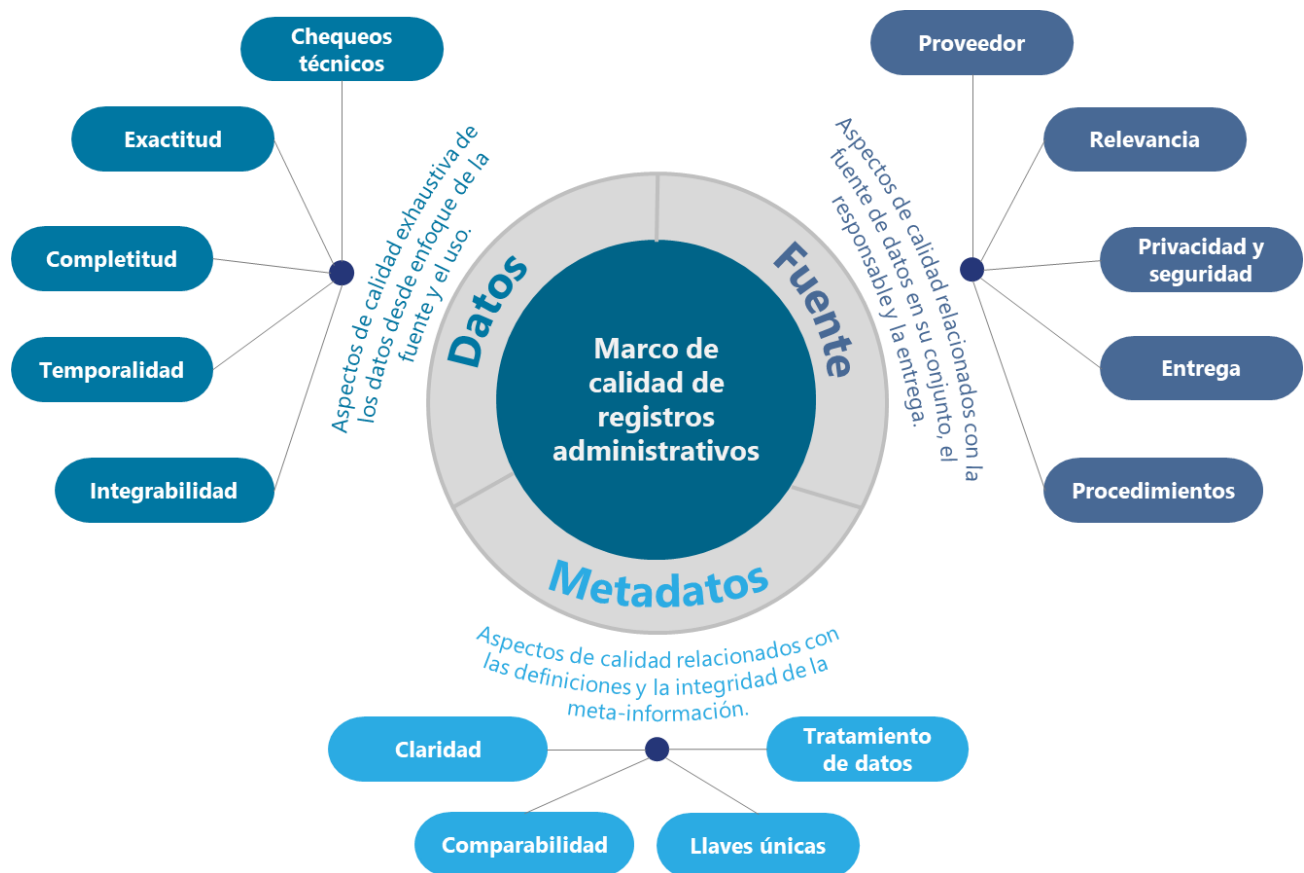 Chequeos
técnicos
Exactitud
Completitud
Temporalidad
Integrabilidad
Aspectos de calidad exhaustiva de
los datos desde enfoque de la
fuente y el uso.
Datos
Marco de
calidad de
registros
administrativos
Fuente
Aspectos de calidad relacionados con la
fuente de datos en su conjunto, el
responsable y la entrega.
Proveedor
Relevancia
Privacidad y
seguridad
Entrega
Procedimientos
Metadatos
Aspectos de calidad relacionados con
las definiciones y la integridad de la
meta-información.
Claridad
Tratamiento
de datos
Comparabilidad
Llaves únicas